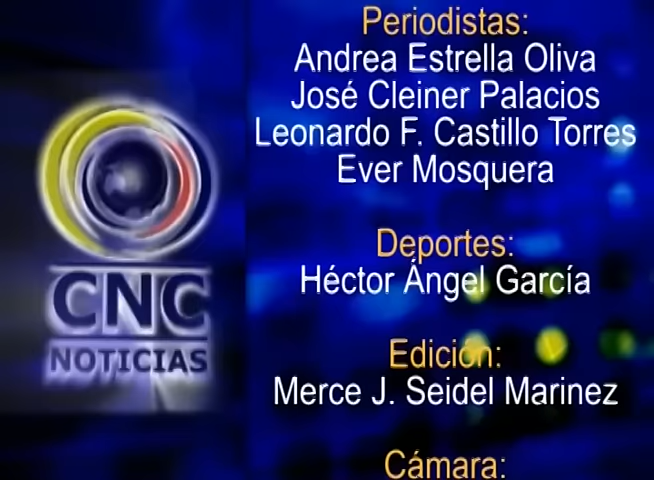 Periodistas:
Andrea Estrella Oliva
José Cleiner Palacios
Leonardo F. Castillo Torres
Ever Mosquera
Deportes:
Héctor Ángel García
Edición:
Merce J. Seidel Marinez
Cámara:
CNC
NOTICIAS